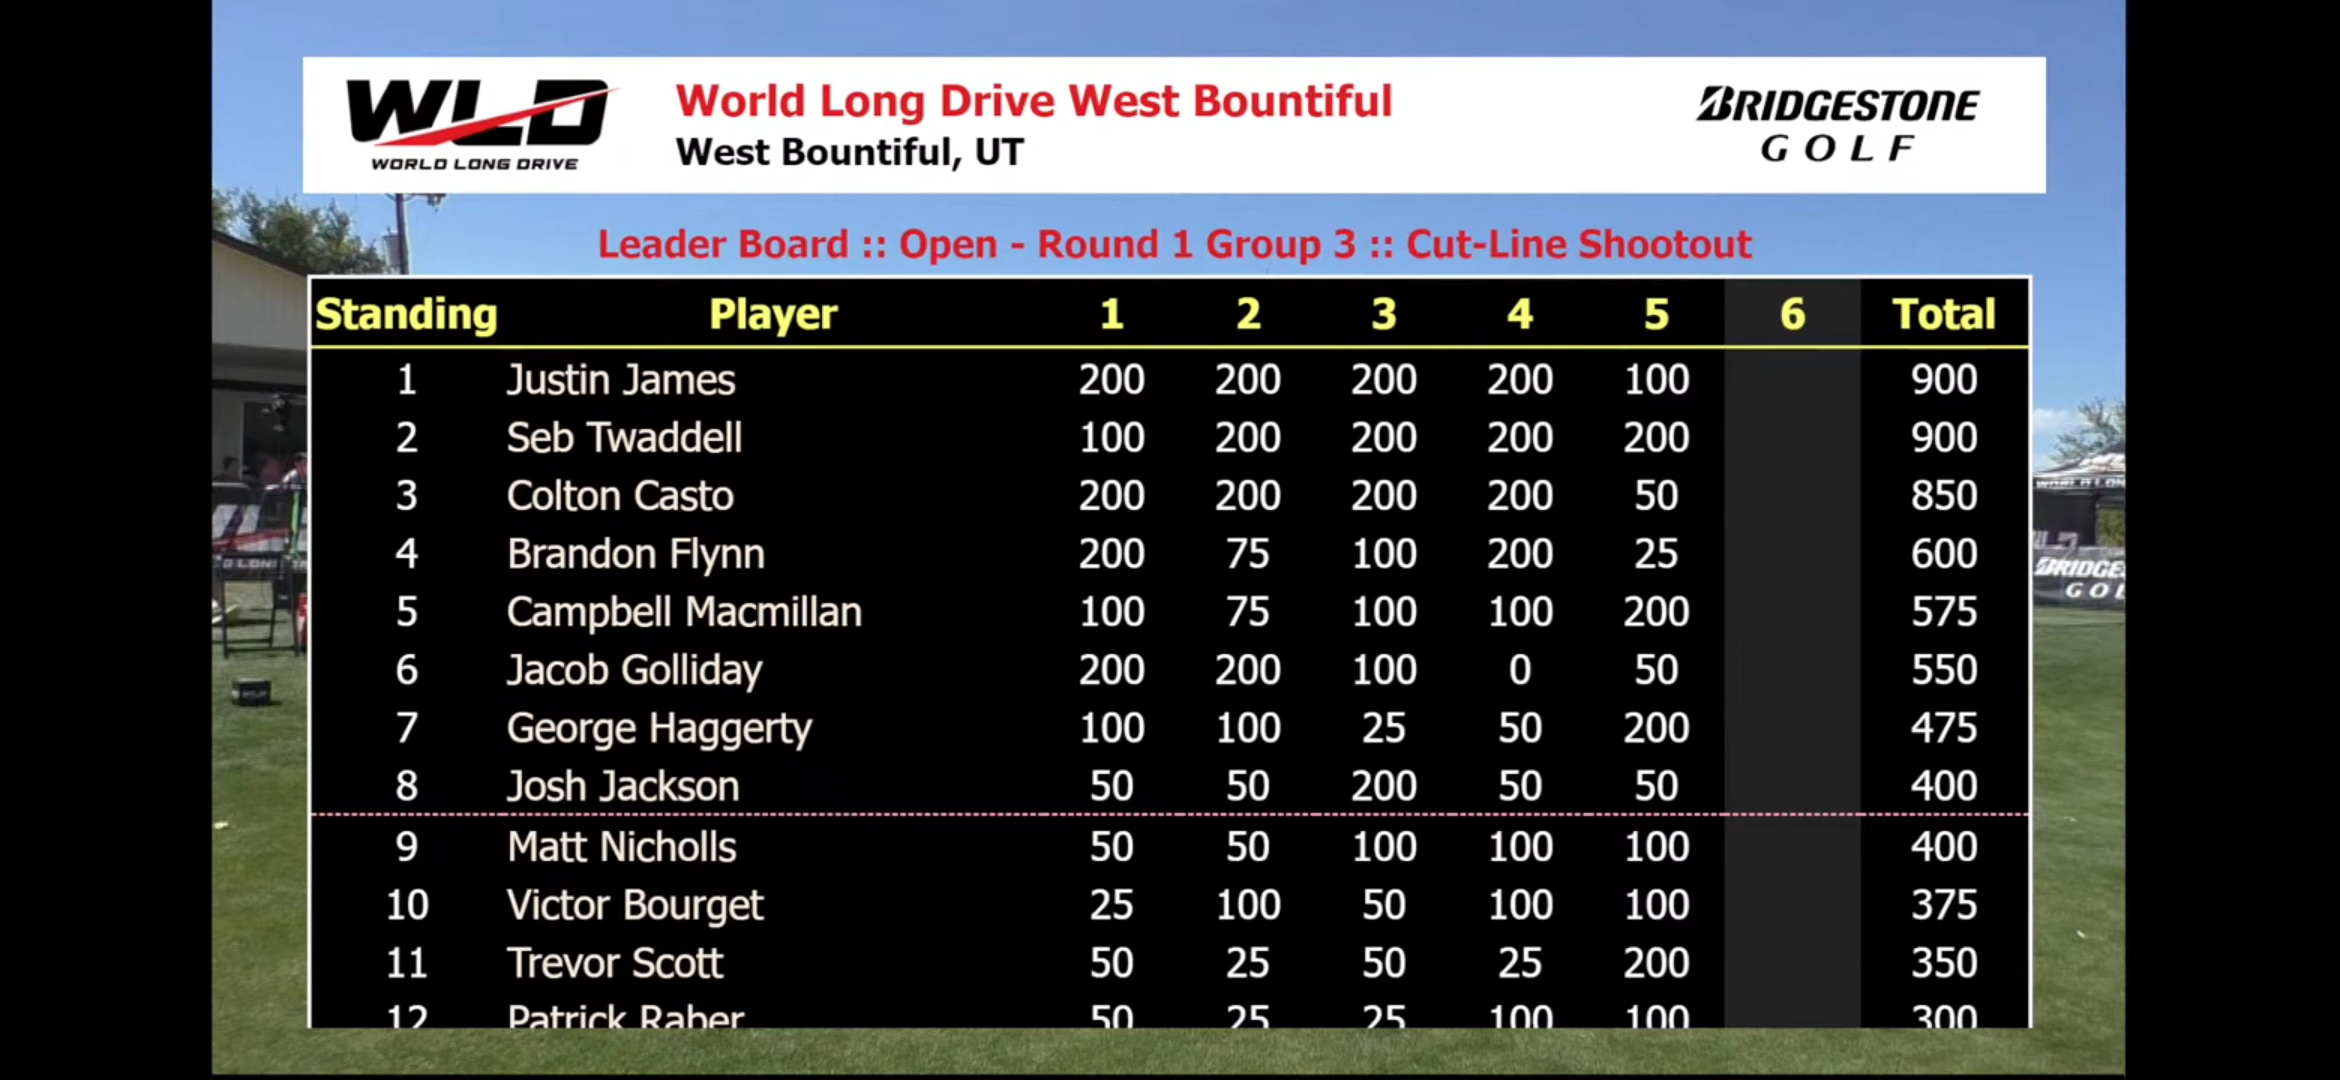 WLD
WORLD LONG DRIVE
World Long Drive West Bountiful
West Bountiful, UT
BRIDGESTONE
GOLF
Leader Board :: Open - Round 1 Group 3 :: Cut-Line Shootout
Standing Player 1 2 3 4 5 6 Total
1 Justin James 200 200 200 200 100 900
2 Seb Twaddell 100 200 200 200 200 900
3 Colton Casto 200 200 200 200 50 850
4 Brandon Flynn 200 75 100 200 25 600
5 Campbell Macmillan 100 75 100 100 200 575
6 Jacob Golliday 200 200 100 0 50 550
7 George Haggerty 100 100 25 50 200 475
8 Josh Jackson 50 50 200 50 50 400
9 Matt Nicholls 50 50 100 100 100 400
10 Victor Bourget 25 100 50 100 100 375
11 Trevor Scott 50 25 50 25 200 350
12 Patrick Raber 50 25 25 100 100 300